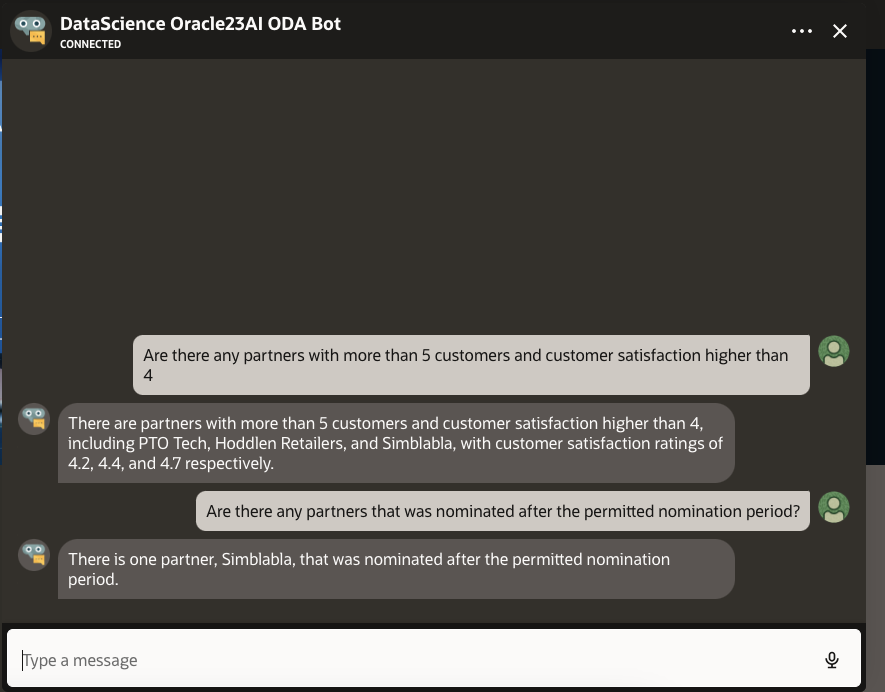 DataScience Oracle23AI ODA Bot
CONNECTED
Are there any partners with more than 5 customers and customer satisfaction higher than
4
There are partners with more than 5 customers and customer satisfaction higher than 4,
including PTO Tech, Hoddlen Retailers, and Simblabla, with customer satisfaction ratings of
4.2, 4.4, and 4.7 respectively.
Are there any partners that was nominated after the permitted nomination period?
There is one partner, Simblabla, that was nominated after the permitted nomination
period.
Type a message